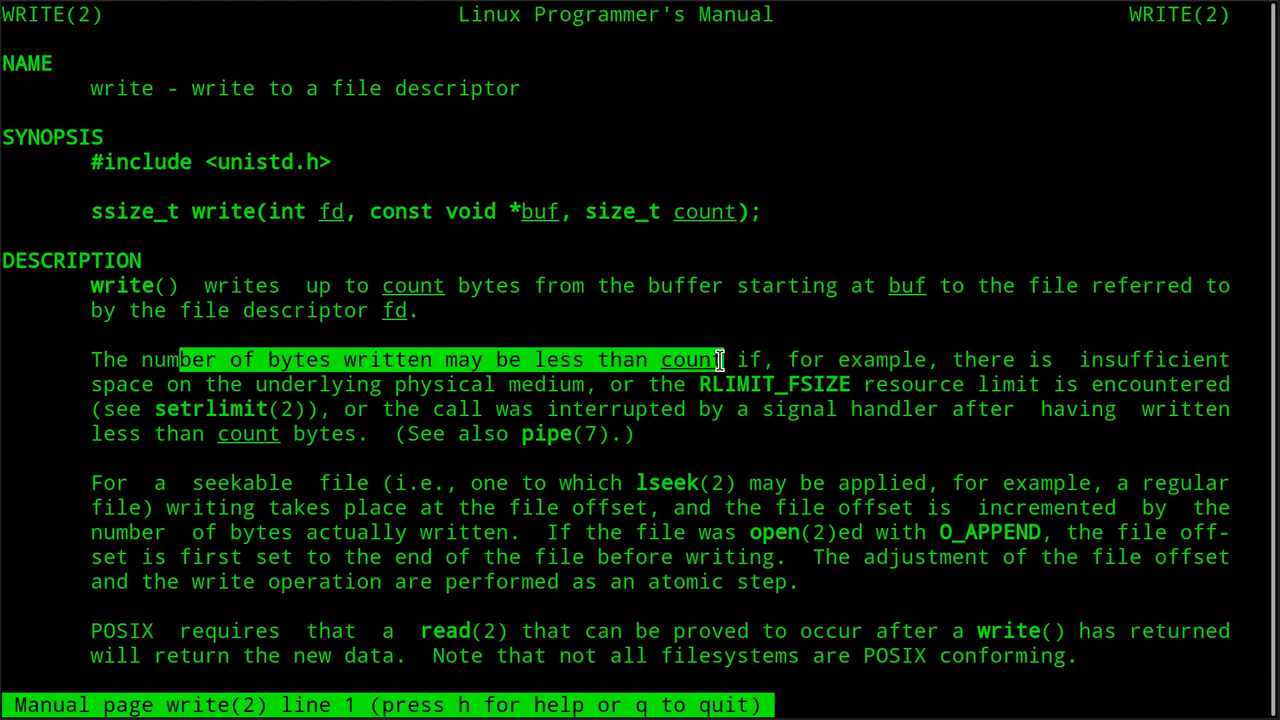 WRITE(2) Linux Programmer's Manual WRITE(2)
NAME
write - write to a file descriptor
SYNOPSIS
#include <unistd.h>
ssize_t write(int fd, const void *buf, size_t count);
DESCRIPTION
write() writes up to count bytes from the buffer starting at buf to the file referred to
by the file descriptor fd.
The number of bytes written may be less than count if, for example, there is insufficient
space on the underlying physical medium, or the RLIMIT_FSIZE resource limit is encountered
(see setrlimit(2)), or the call was interrupted by a signal handler after having written
less than count bytes. (See also pipe(7).)
For a seekable file (i.e., one to which lseek(2) may be applied, for example, a regular
file) writing takes place at the file offset, and the file offset is incremented by the
number of bytes actually written. If the file was open(2)ed with O_APPEND, the file off-
set is first set to the end of the file before writing. The adjustment of the file offset
and the write operation are performed as an atomic step.
POSIX requires that a read(2) that can be proved to occur after a write() has returned
will return the new data. Note that not all filesystems are POSIX conforming.
Manual page write(2) line 1 (press h for help or q to quit)